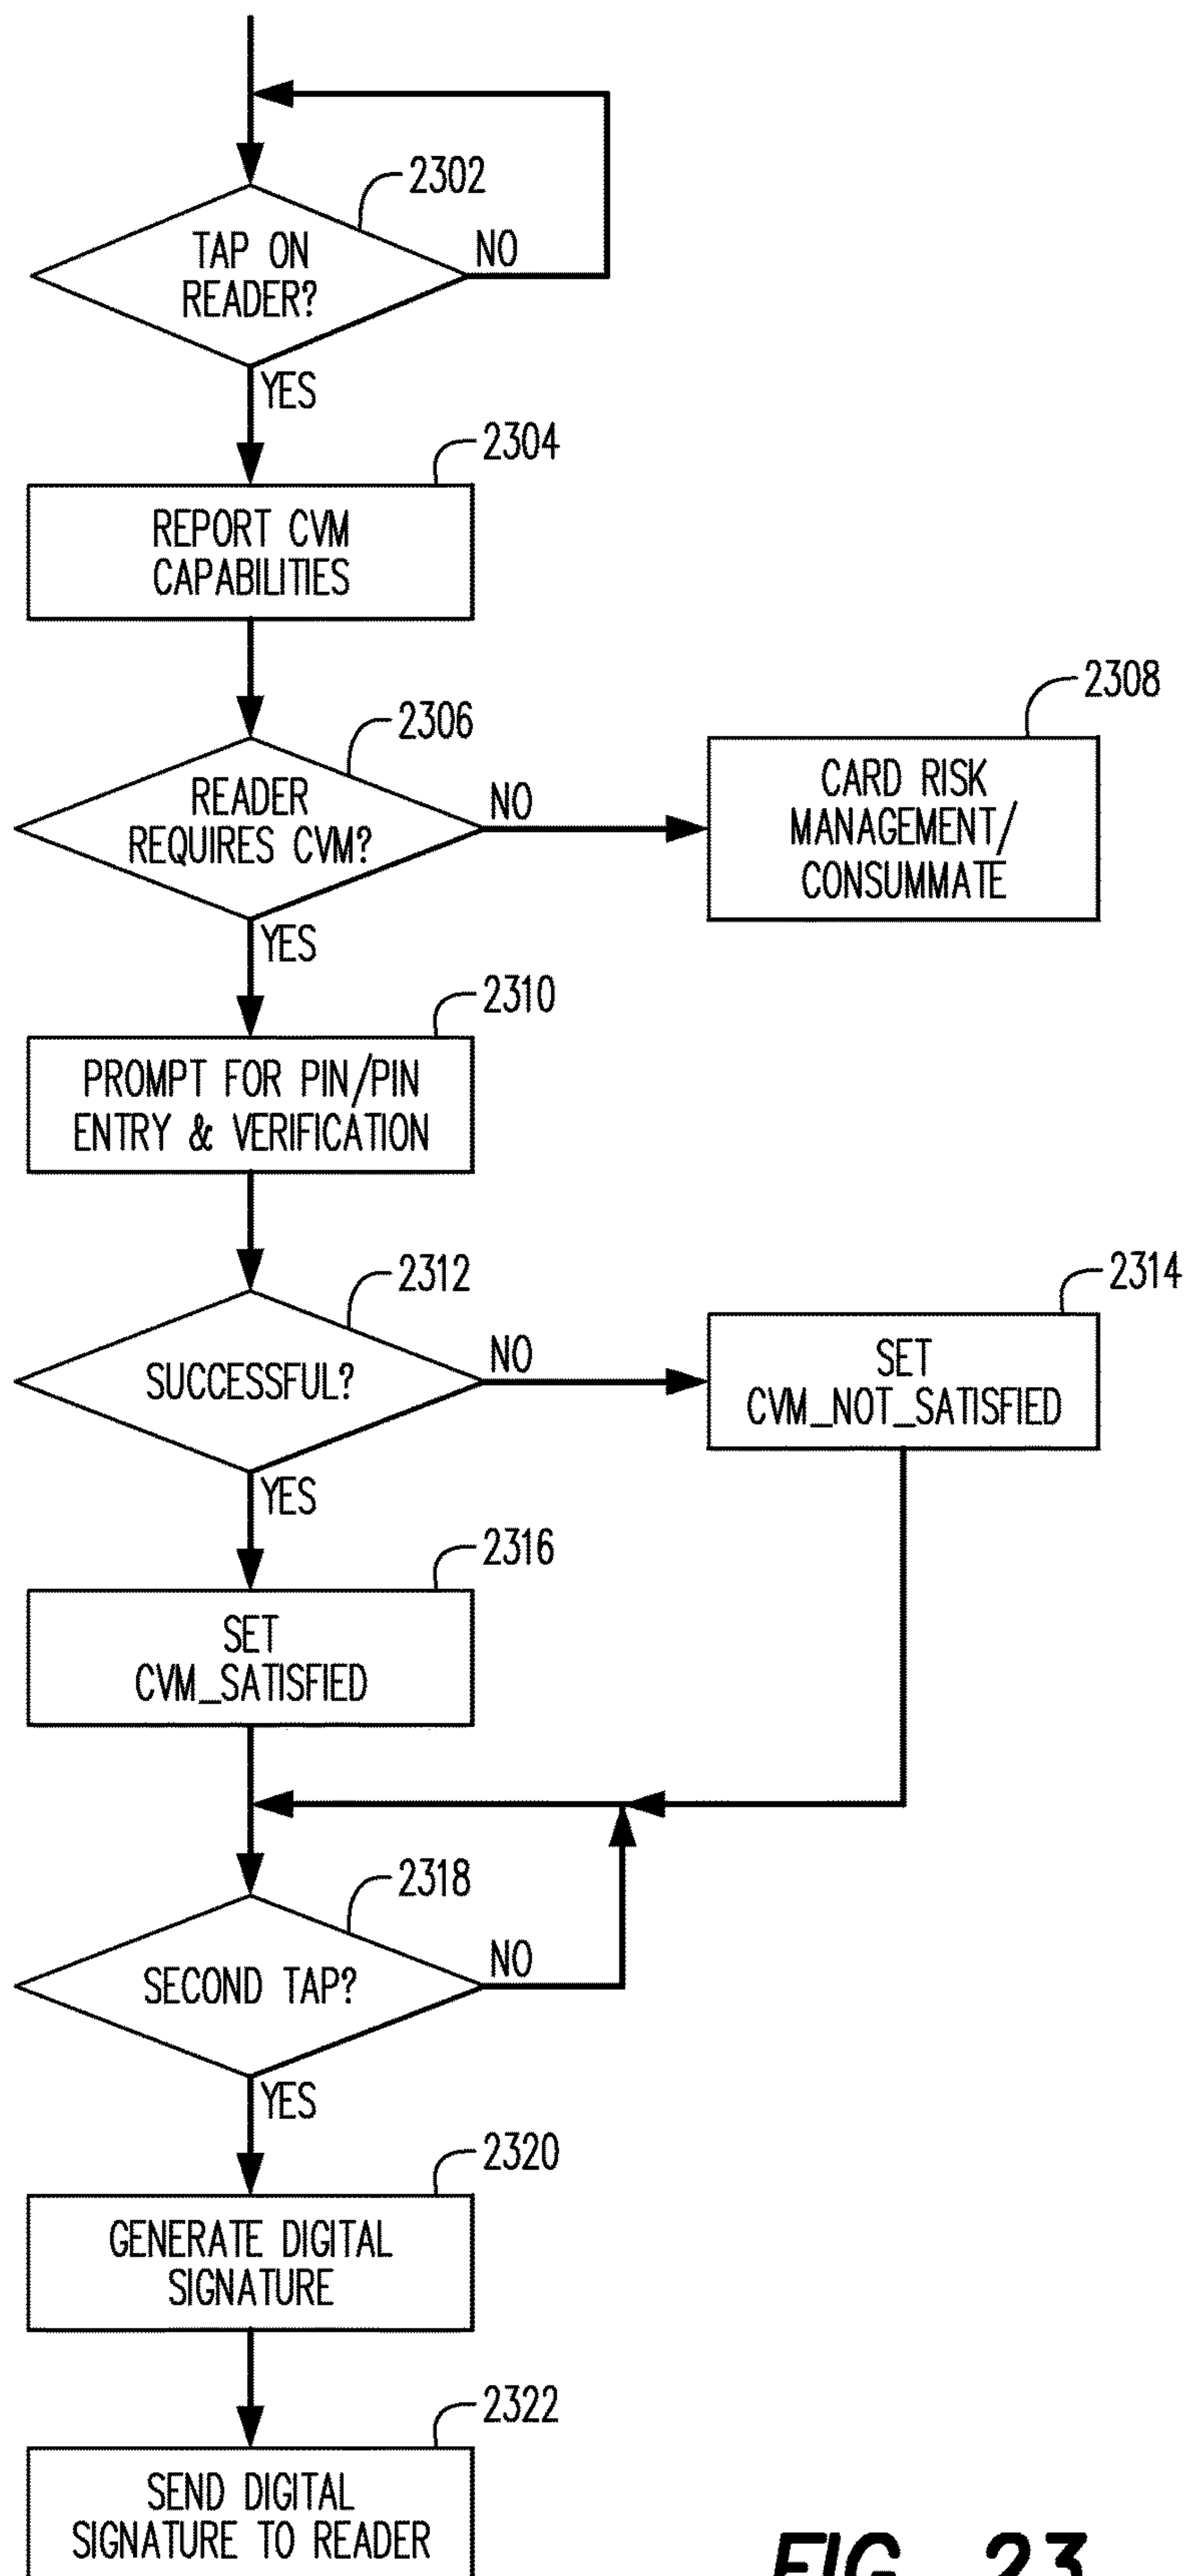 2302
TAP ON
READER?
NO
YES
2304
REPORT CVM
CAPABILITIES
2306
READER
REQUIRES CVM?
NO
YES
2308
CARD RISK
MANAGEMENT/
CONSUMMATE
2310
PROMPT FOR PIN/PIN
ENTRY & VERIFICATION
2312
SUCCESSFUL?
NO
YES
2314
SET
CVM_NOT_SATISFIED
2316
SET
CVM_SATISFIED
2318
SECOND TAP?
NO
YES
2320
GENERATE DIGITAL
SIGNATURE
2322
SEND DIGITAL
SIGNATURE TO READER
FIG. 23